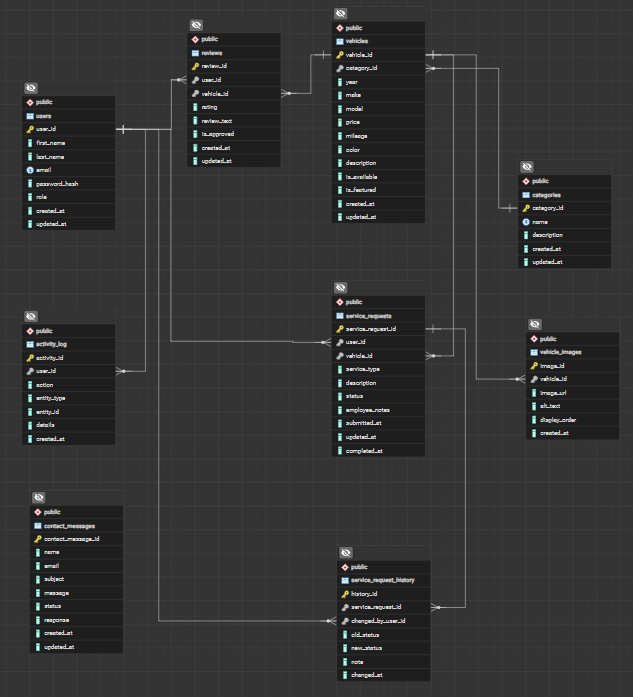 public
reviews
review_id
user_id
vehicle_id
rating
review_text
is_approved
created_at
updated_at
public
vehicles
vehicle_id
category_id
year
make
model
price
mileage
color
description
is_available
is_featured
created_at
updated_at
public
users
user_id
first_name
last_name
email
password_hash
role
created_at
updated_at
public
categories
category_id
name
description
created_at
updated_at
public
activity_log
activity_id
user_id
action
entity_type
entity_id
details
created_at
public
service_requests
service_request_id
user_id
vehicle_id
service_type
description
status
employee_notes
submitted_at
updated_at
completed_at
public
vehicle_images
image_id
vehicle_id
image_url
alt_text
display_order
created_at
public
contact_messages
contact_message_id
name
email
subject
message
status
response
created_at
updated_at
public
service_request_history
history_id
service_request_id
changed_by_user_id
old_status
new_status
note
changed_at